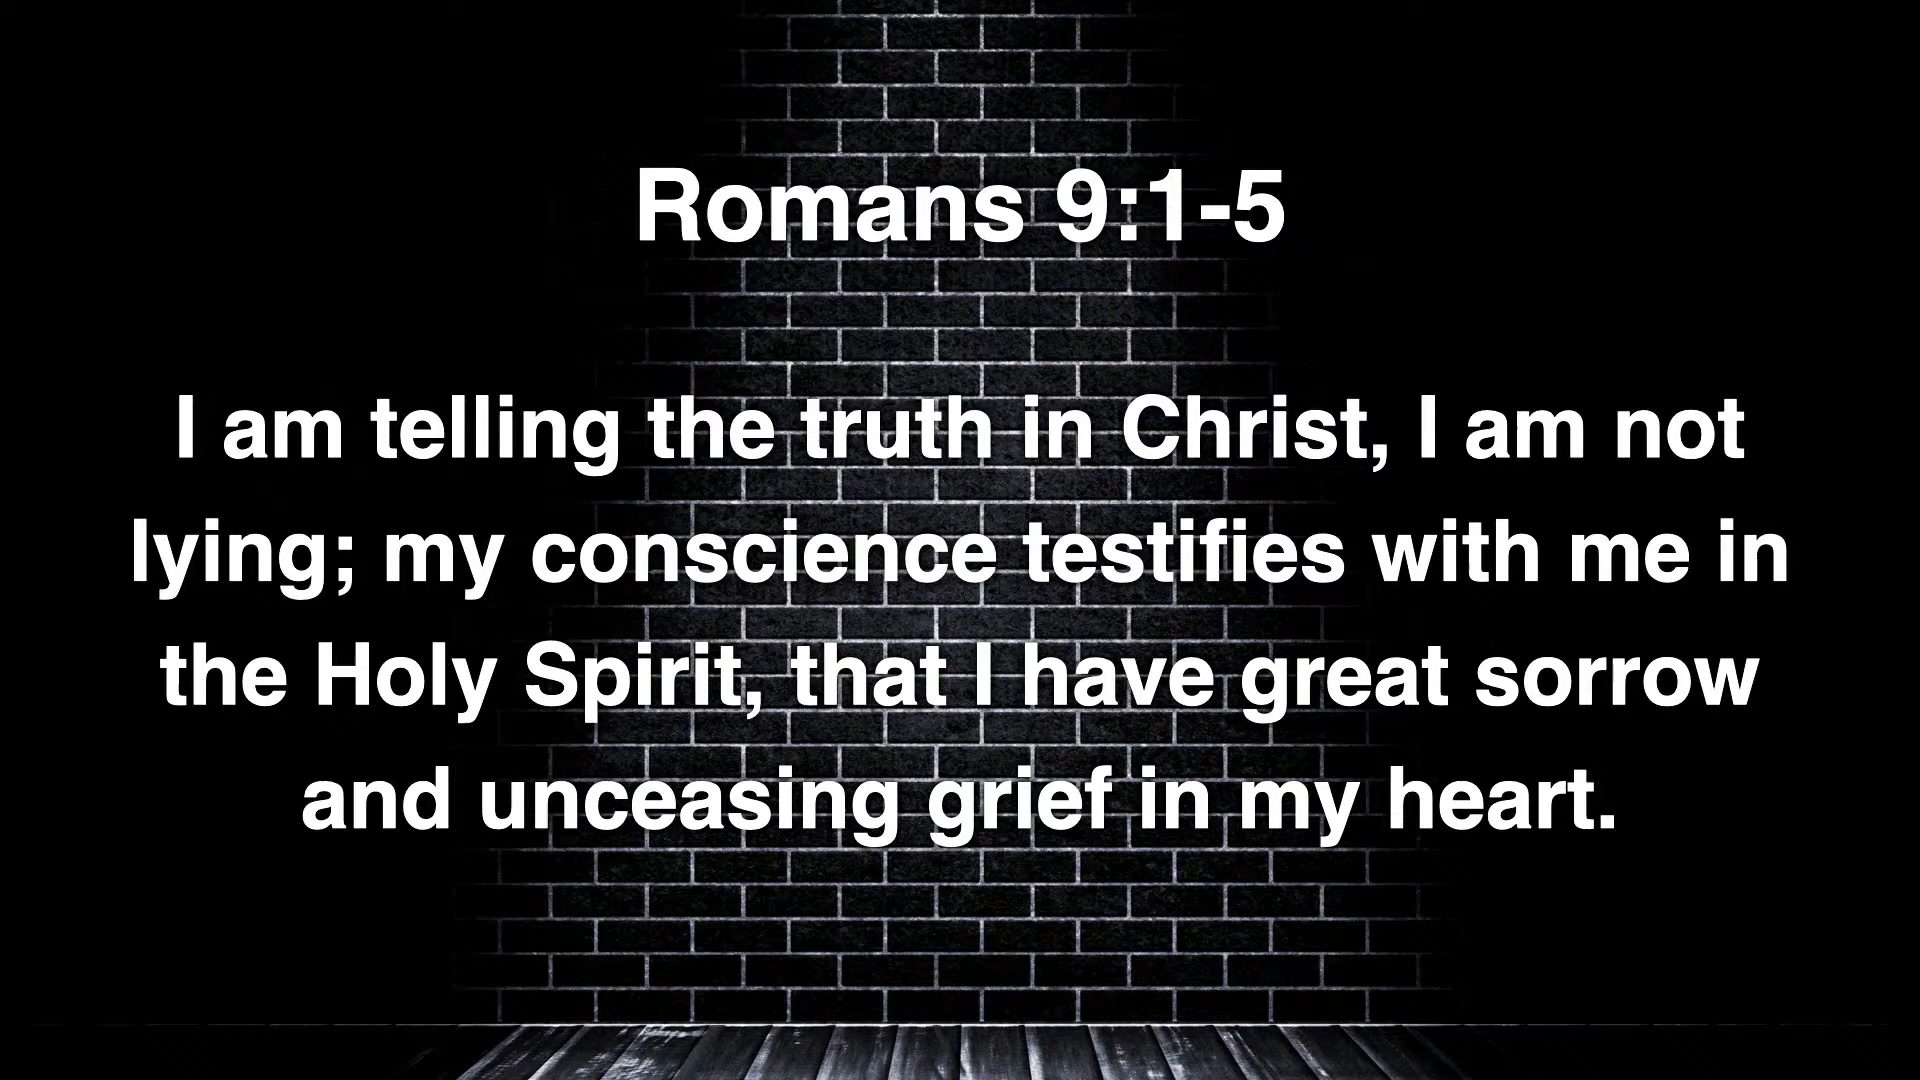 Romans 9:1-5
I am telling the truth in Christ, I am not
lying; my conscience testifies with me in
the Holy Spirit, that I have great sorrow
and unceasing grief in my heart.